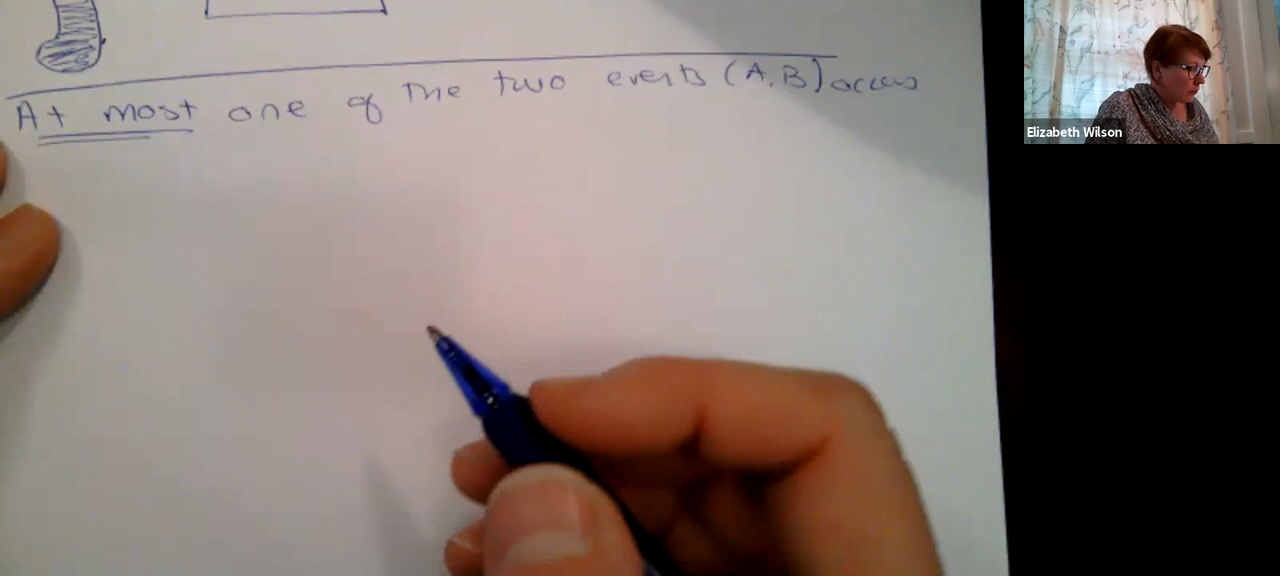 At most one of the two events (A,B) occurs
Elizabeth Wilson